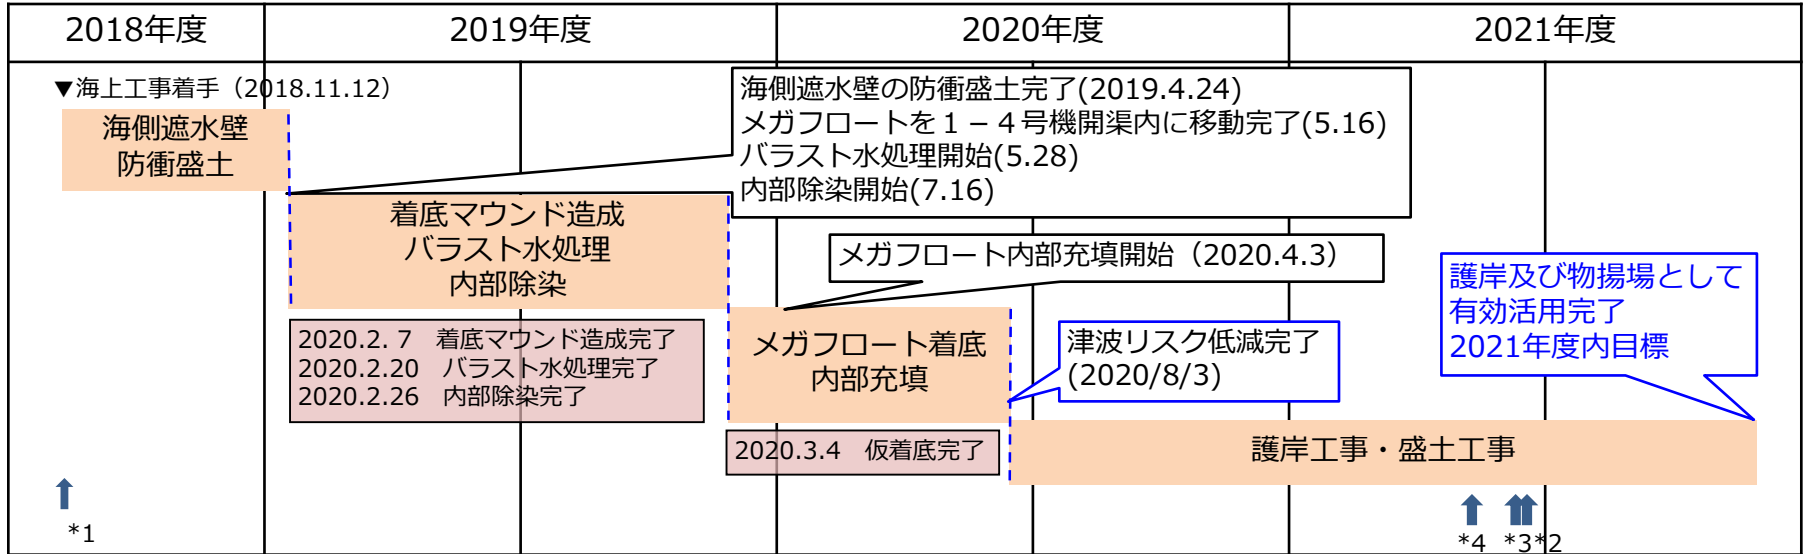 2018年度
2019年度
2020年度
2021年度
▼海上工事着手（2018.11.12）
海側遮水壁
防衝盛土
海側遮水壁の防衝盛土完了(2019.4.24)
メガフロートを１－４号機開渠内に移動完了(5.16)
バラスト水処理開始(5.28)
内部除染開始(7.16)
着底マウンド造成
バラスト水処理
内部除染
メガフロート内部充填開始（2020.4.3）
2020.2. 7　着底マウンド造成完了
2020.2.20　バラスト水処理完了
2020.2.26　内部除染完了
メガフロート着底
内部充填
津波リスク低減完了
(2020/8/3)
護岸及び物揚場として
有効活用完了
2021年度内目標
2020.3.4　仮着底完了
護岸工事・盛土工事
*1
*4
*3*2